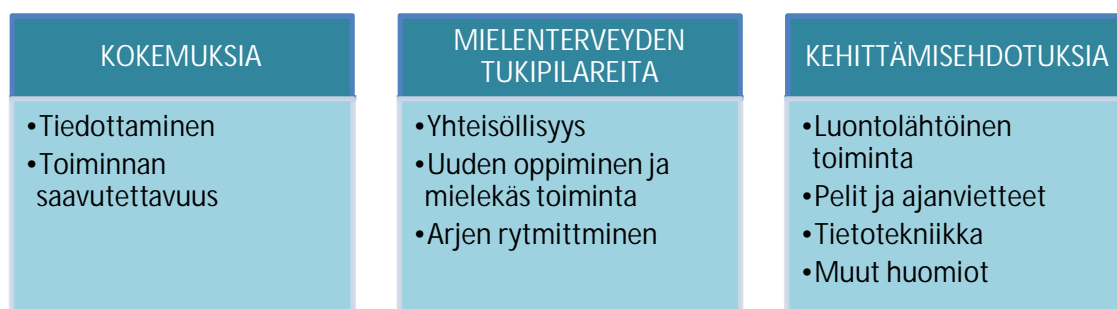 KOKEMUKSIA
•Tiedottaminen
•Toiminnan
saavutettavuus
MIELENTERVEYDEN
TUKIPILAREITA
•Yhteisöllisyys
•Uuden oppiminen ja
mielekäs toiminta
•Arjen rytmittminen
KEHITTÄMISEHDOTUKSIA
•Luontolähtöinen
toiminta
•Pelit ja ajanvietteet
•Tietotekniikka
•Muut huomiot